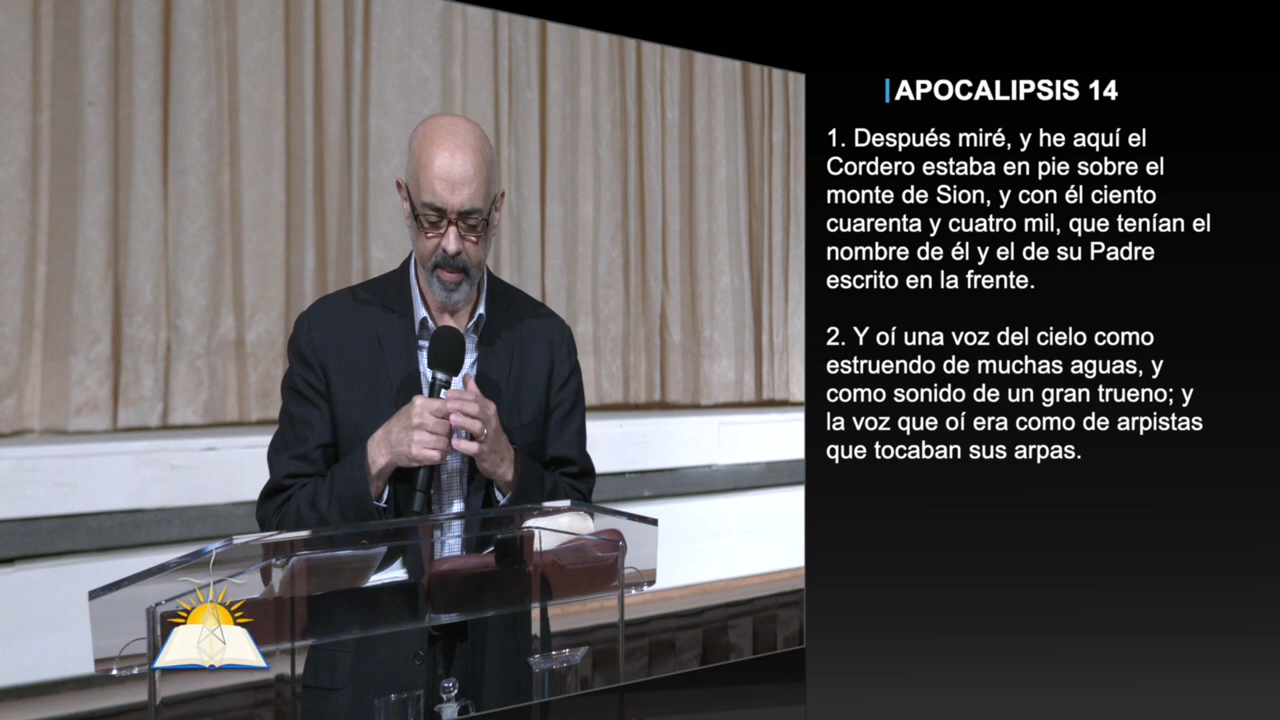 APOCALIPSIS 14
1. Después miré, y he aquí el
Cordero estaba en pie sobre el
monte de Sion, y con él ciento
cuarenta y cuatro mil, que tenían el
nombre de él y el de su Padre
escrito en la frente.
2. Y oí una voz del cielo como
estruendo de muchas aguas, y
como sonido de un gran trueno; y
la voz que oí era como de arpistas
que tocaban sus arpas.